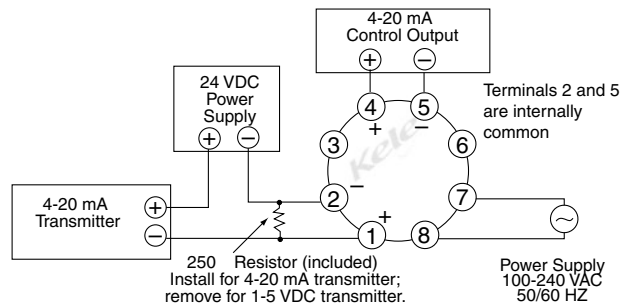 4-20 mA
Control Output
+ −
24 VDC
Power
Supply
+ −
4 5
+ −
Terminals 2 and 5
are internally
common
3 6
Kele
2 −
7
4-20 mA
Transmitter
+
−
+
1 8
250 Resistor (included)
Install for 4-20 mA transmitter;
remove for 1-5 VDC transmitter.
Power Supply
100-240 VAC
50/60 HZ